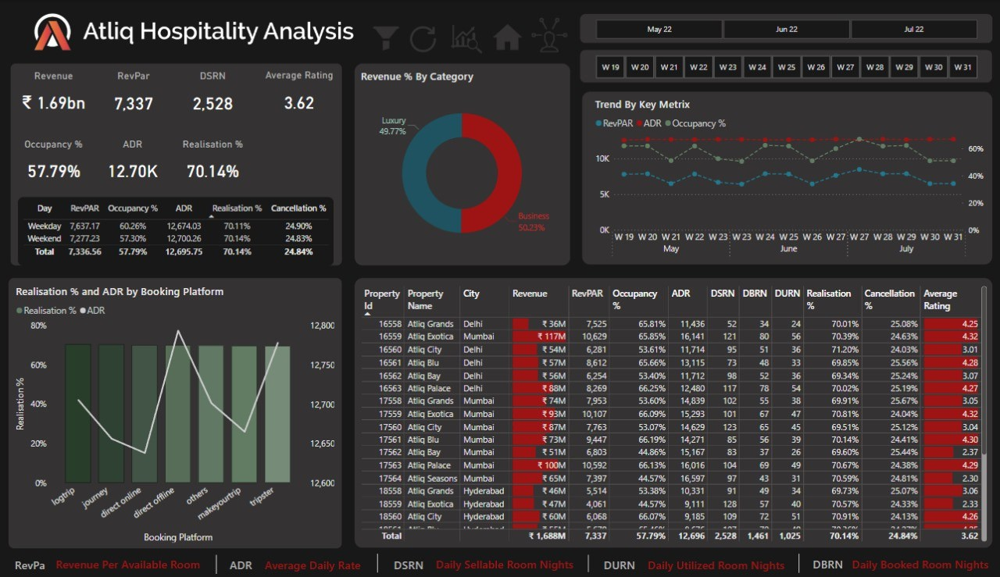 Atliq Hospitality Analysis
May 22 Jun 22 Jul 22
W 19 W 20 W 21 W 22 W 23 W 24 W 25 W 26 W 27 W 28 W 29 W 30 W 31
Revenue RevPar DSRN Average Rating
₹ 1.69bn 7,337 2,528 3.62
Occupancy % ADR Realisation %
57.79% 12.70K 70.14%
Day RevPAR Occupancy % ADR Realisation % Cancellation %
Weekday 7,637.17 60.26% 12,674.03 70.11% 24.90%
Weekend 7,277.23 57.30% 12,700.26 70.14% 24.83%
Total 7,336.56 57.79% 12,695.75 70.14% 24.84%
Revenue % By Category
Luxury
49.77%
Business
50.23%
Trend By Key Metric
RevPAR ADR Occupancy %
10K 60%
40%
5K
20%
0K 0%
W 19 W 20 W 21 W 22 W 23 W 23 W 24 W 25 W 26 W 27 W 27 W 28 W 29 W 30 W 31
May June July
Realisation % and ADR by Booking Platform
Realisation % ADR
80% 12,800
60% 12,750
40% 12,700
20% 12,650
0% 12,600
Realisation %
logtrip journey direct online direct offline others makeyourtrip tripster
Booking Platform
Property Id Property Name City Revenue RevPAR Occupancy % ADR DSRN DBRN DURN Realisation % Cancellation % Average Rating
16558 Atliq Grands Delhi ₹ 36M 7,525 65.81% 11,436 52 34 24 70.01% 25.08% 4.25
16559 Atliq Exotica Mumbai ₹ 117M 10,629 65.85% 16,141 121 80 56 70.39% 24.63% 4.32
16560 Atliq City Delhi ₹ 54M 6,281 53.61% 11,714 95 51 36 71.20% 24.03% 3.01
16561 Atliq Blu Delhi ₹ 57M 8,612 65.66% 13,115 73 48 33 69.85% 25.56% 4.28
16562 Atliq Bay Delhi ₹ 56M 6,254 53.40% 11,712 98 52 36 69.34% 25.24% 3.07
16563 Atliq Palace Delhi ₹ 88M 8,269 66.25% 12,480 117 78 54 70.02% 25.19% 4.27
17558 Atliq Grands Mumbai ₹ 74M 7,953 53.60% 14,839 102 55 38 69.91% 25.67% 3.05
17559 Atliq Exotica Mumbai ₹ 93M 10,107 66.09% 15,293 101 67 47 70.81% 24.04% 4.32
17560 Atliq City Mumbai ₹ 87M 7,763 53.07% 14,629 123 65 45 69.51% 25.12% 3.04
17561 Atliq Blu Mumbai ₹ 73M 9,447 66.19% 14,271 85 56 39 70.14% 24.41% 4.30
17562 Atliq Bay Mumbai ₹ 51M 6,803 44.86% 15,167 83 37 26 69.60% 25.44% 2.37
17563 Atliq Palace Mumbai ₹ 100M 10,592 66.13% 16,016 104 69 49 70.67% 24.38% 4.29
17564 Atliq Seasons Mumbai ₹ 65M 7,397 44.57% 16,597 97 43 31 70.59% 24.81% 2.30
18558 Atliq Grands Hyderabad ₹ 46M 5,514 53.38% 10,331 91 49 34 69.73% 25.07% 3.06
18559 Atliq Exotica Hyderabad ₹ 47M 4,061 44.57% 9,111 128 57 40 70.57% 24.33% 2.33
18560 Atliq City Hyderabad ₹ 60M 6,068 66.07% 9,185 109 72 51 70.91% 24.13% 4.26
Total ₹ 1,688M 7,337 57.79% 12,696 2,528 1,461 1,025 70.14% 24.84% 3.62
RevPa Revenue Per Available Room ADR Average Daily Rate DSRN Daily Sellable Room Nights DURN Daily Utilized Room Nights DBRN Daily Booked Room Nights